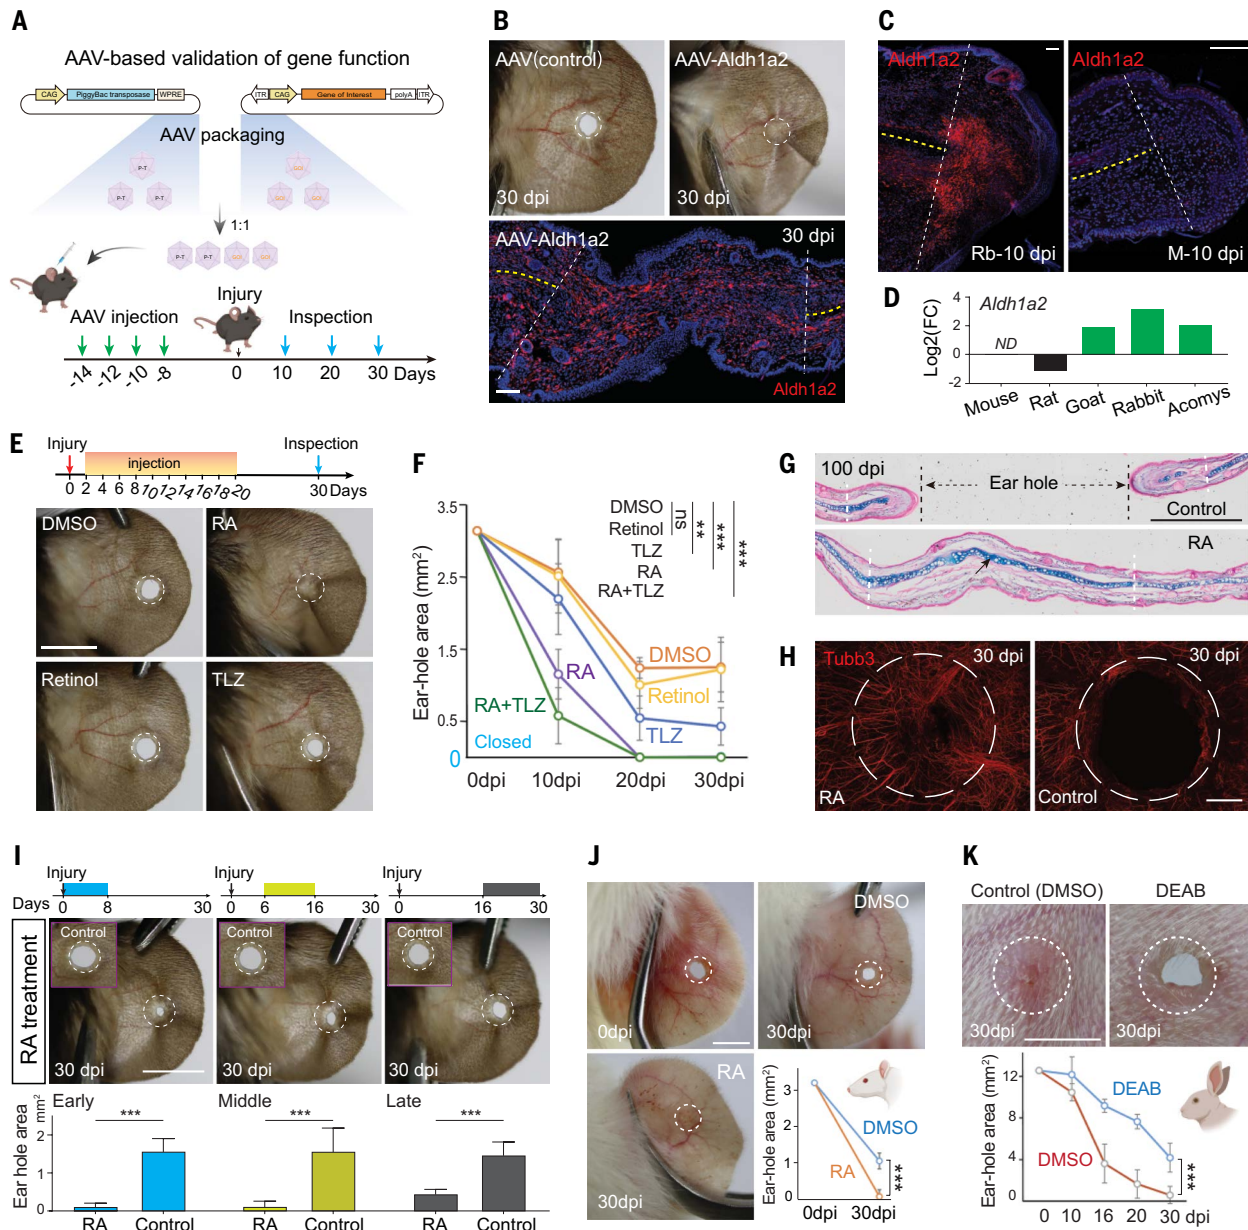 A
AAV-based validation of gene function
CAG PiggyBac transposase WPRE
ITR CAG Gene of Interest polyA ITR
AAV packaging
P-T
P-T P-T
GOI
GOI GOI
1:1
P-T P-T GOI GOI
Injury
AAV injection
Inspection
-14 -12 -10 -8 0 10 20 30 Days
B
AAV(control)
30 dpi
AAV-Aldh1a2
30 dpi
AAV-Aldh1a2
30 dpi
Aldh1a2
C
Aldh1a2
Rb-10 dpi
Aldh1a2
M-10 dpi
D
Log2(FC)
4
2
0
-2
Aldh1a2
ND
Mouse Rat Goat Rabbit Acomys
E
Injury
injection
Inspection
0 2 4 6 8 10 12 14 16 18 20 30 Days
DMSO
RA
Retinol
TLZ
F
Ear-hole area (mm²)
3.5
2.5
1.5
0.5
0
DMSO
Retinol
TLZ
RA
RA+TLZ
ns
**
***
***
DMSO
Retinol
TLZ
RA
RA+TLZ
Closed
0dpi 10dpi 20dpi 30dpi
G
100 dpi
Ear hole
Control
RA
H
Tubb3
30 dpi
RA
30 dpi
Control
I
Injury
Injury
Injury
Days 0 8 30
0 6 16 30
0 16 30
RA treatment
Control
30 dpi
Control
30 dpi
Control
30 dpi
Ear hole area
mm²
2
1
0
Early
***
RA Control
Middle
***
RA Control
Late
***
RA Control
J
0dpi
DMSO
30dpi
RA
30dpi
Ear-hole area (mm²)
4
3
2
1
0
DMSO
RA
***
0dpi 30dpi
K
Control (DMSO)
30dpi
DEAB
30dpi
Ear-hole area (mm²)
12
8
4
0
DEAB
DMSO
***
0 10 16 20 30 dpi